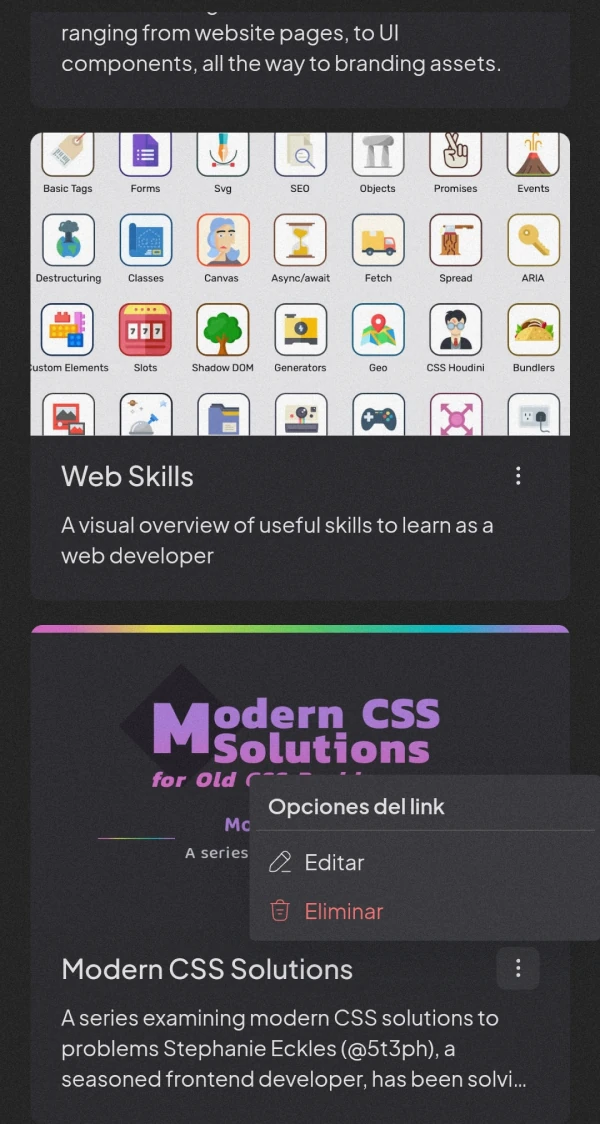 ranging from website pages, to UI
components, all the way to branding assets.
Basic Tags
Forms
Svg
SEO
Objects
Promises
Events
Destructuring
Classes
Canvas
Async/await
Fetch
Spread
ARIA
ustom Elements
Slots
7 7 7
Shadow DOM
Generators
Geo
CSS Houdini
Bundlers
Web Skills
A visual overview of useful skills to learn as a
web developer
Modern CSS
Solutions
for Old
Mo
A series
Opciones del link
Editar
Eliminar
Modern CSS Solutions
A series examining modern CSS solutions to
problems Stephanie Eckles (@5t3ph), a
seasoned frontend developer, has been solvi...